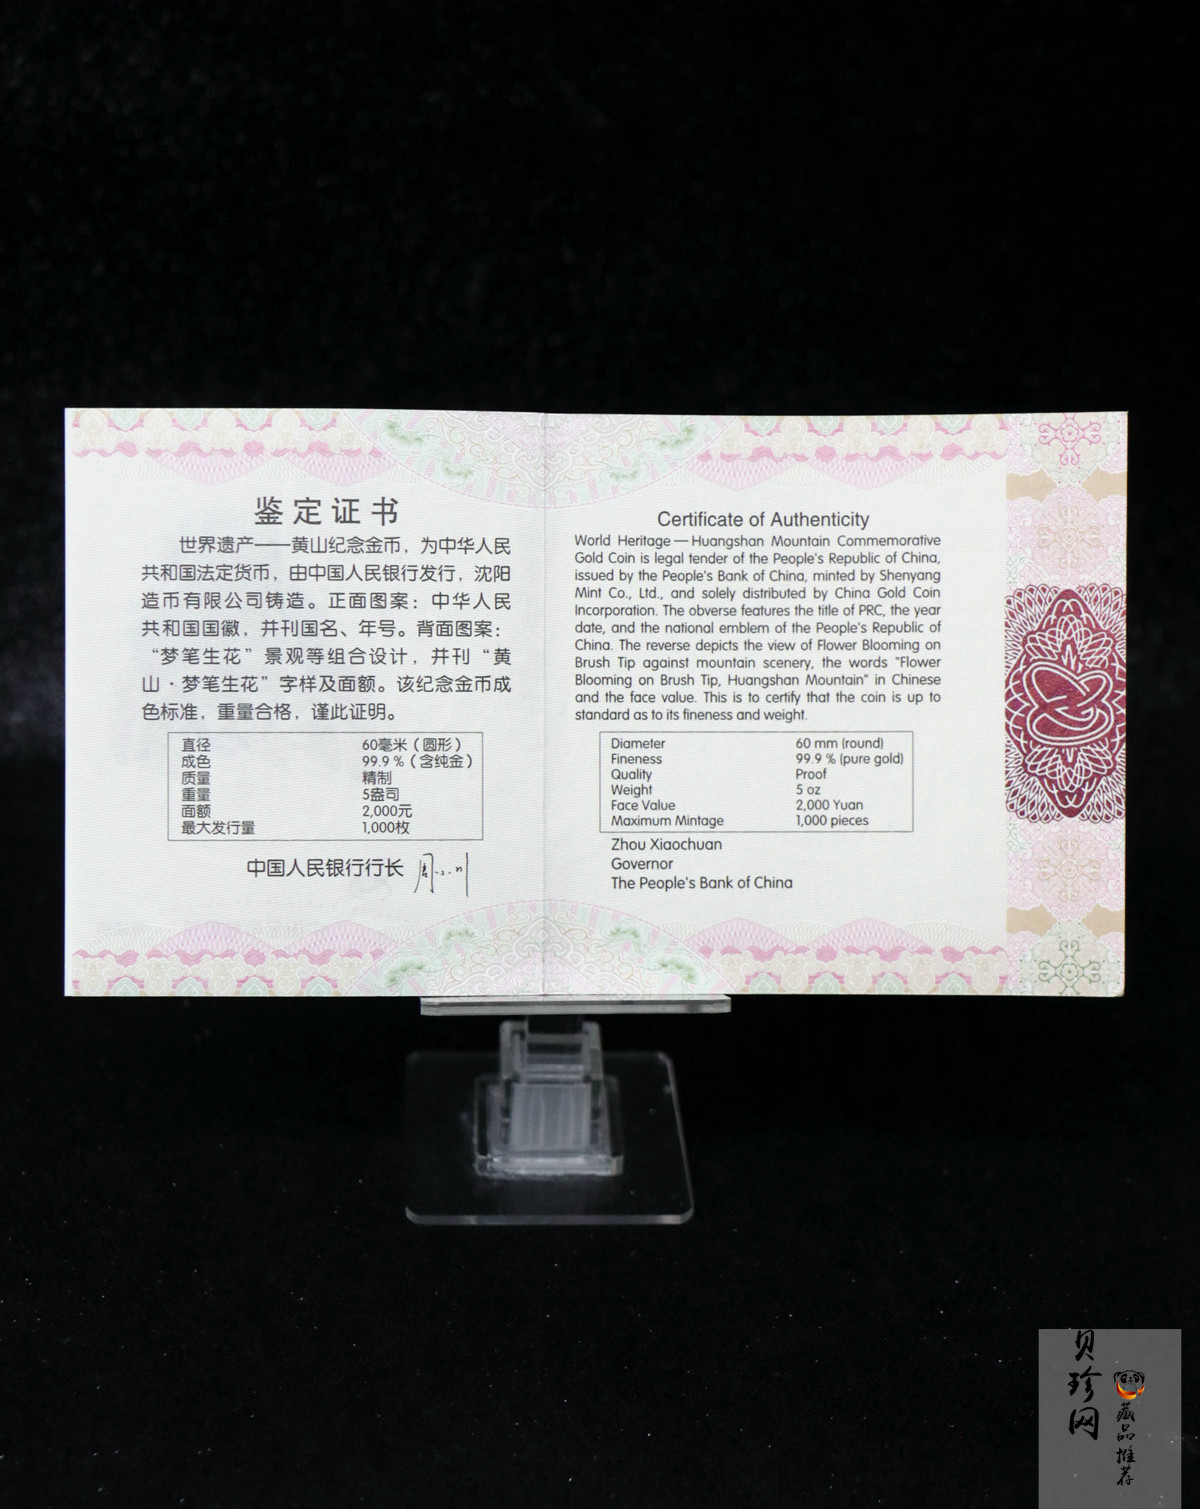 鉴定证书
世界遗产——黄山纪念金币，为中华人民
共和国法定货币，由中国人民银行发行，沈阳
造币有限公司铸造。正面图案：中华人民
共和国国徽，并刊国名、年号。背面图案：
“梦笔生花”景观等组合设计，并刊“黄
山·梦笔生花”字样及面额。该纪念金币成
色标准，重量合格，谨此证明。
直径 60毫米（圆形）
成色 99.9％（含纯金）
质量 精制
重量 5盎司
面额 2,000元
最大发行量 1,000枚
中国人民银行行长
Certificate of Authenticity
World Heritage — Huangshan Mountain Commemorative
Gold Coin is legal tender of the People's Republic of China,
issued by the People's Bank of China, minted by Shenyang
Mint Co., Ltd., and solely distributed by China Gold Coin
Incorporation. The obverse features the title of PRC, the year
date, and the national emblem of the People's Republic of
China. The reverse depicts the view of Flower Blooming on
Brush Tip against mountain scenery, the words "Flower
Blooming on Brush Tip, Huangshan Mountain" in Chinese
and the face value. This is to certify that the coin is up to
standard as to its fineness and weight.
Diameter 60 mm (round)
Fineness 99.9 % (pure gold)
Quality Proof
Weight 5 oz
Face Value 2,000 Yuan
Maximum Mintage 1,000 pieces
Zhou Xiaochuan
Governor
The People's Bank of China
贝珍网
藏品推荐